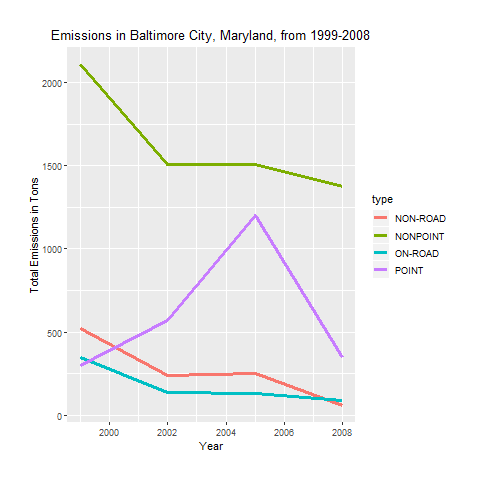 Emissions in Baltimore City, Maryland, from 1999-2008
Total Emissions in Tons
2000
1500
1000
500
0
2000 2002 2004 2006 2008
Year
type
NON-ROAD
NONPOINT
ON-ROAD
POINT